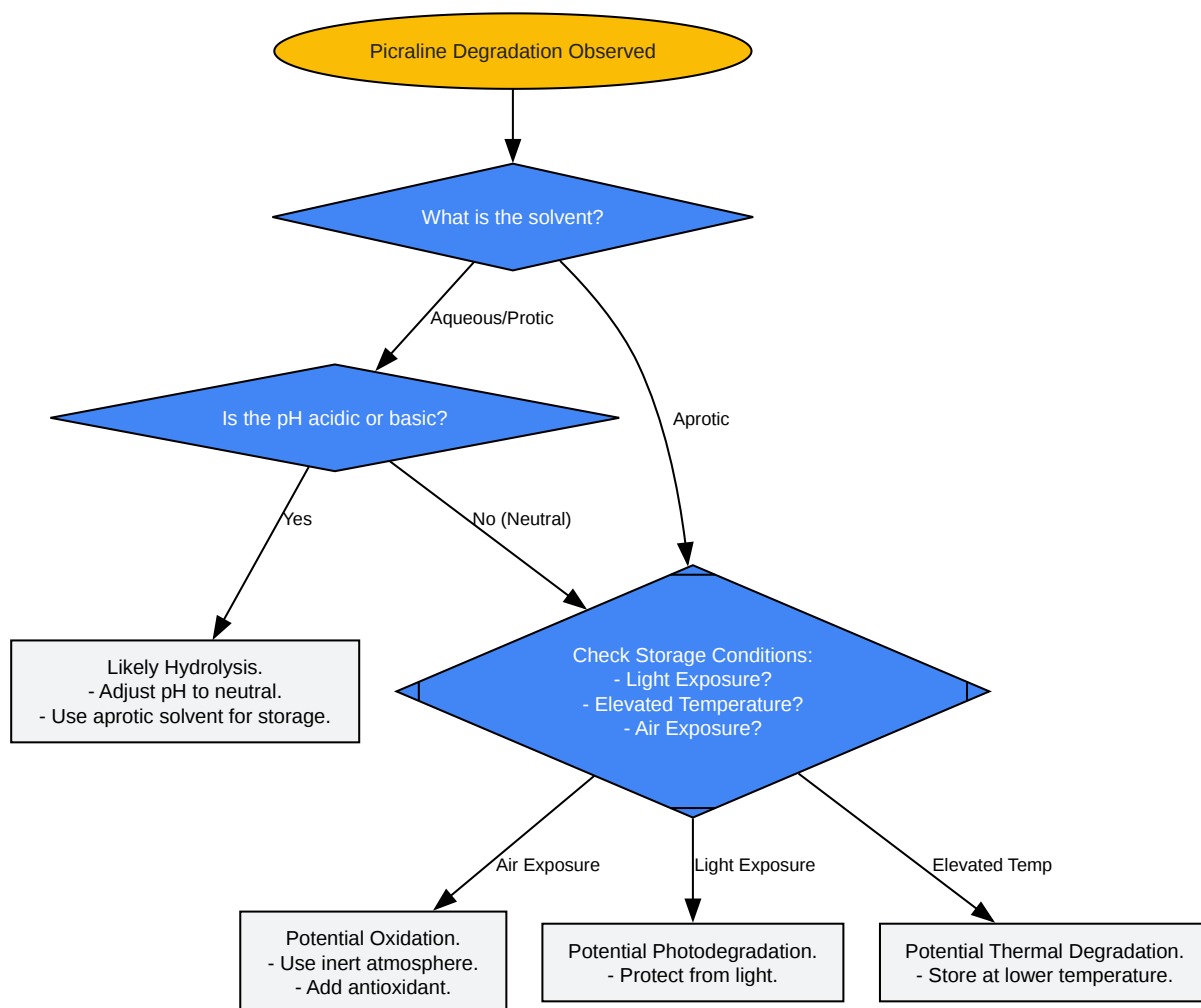 Picraline Degradation Observed
What is the solvent?
Aqueous/Protic
Is the pH acidic or basic?
Aprotic
Yes
No (Neutral)
Likely Hydrolysis.
- Adjust pH to neutral.
- Use aprotic solvent for storage.
Check Storage Conditions:
- Light Exposure?
- Elevated Temperature?
- Air Exposure?
Air Exposure
Light Exposure
Elevated Temp
Potential Oxidation.
- Use inert atmosphere.
- Add antioxidant.
Potential Photodegradation.
- Protect from light.
Potential Thermal Degradation.
- Store at lower temperature.